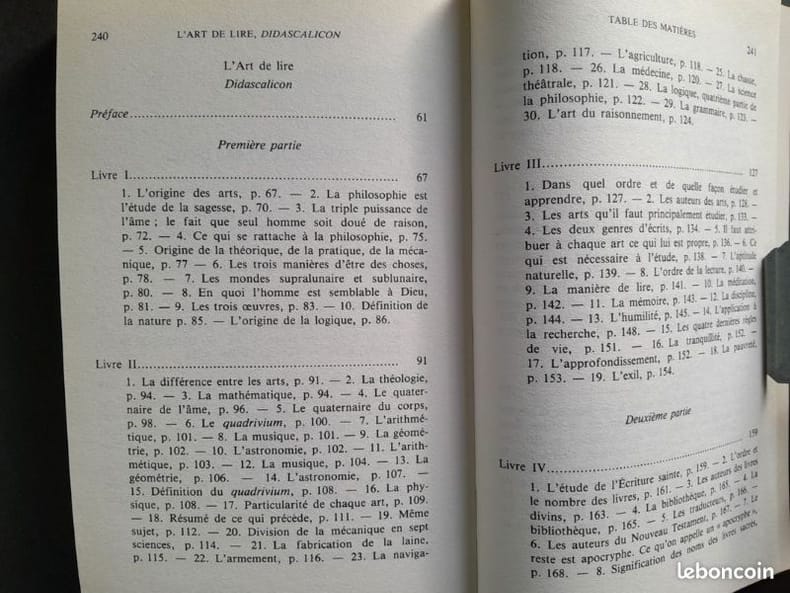 240 L'ART DE LIRE, DIDASCALICON
L'Art de lire
Didascalicon
Préface.......... 61
Première partie
Livre I.......... 67
1. L'origine des arts, p. 67. — 2. La philosophie est
l'étude de la sagesse, p. 70. — 3. La triple puissance de
l'âme ; le fait que seul homme soit doué de raison,
p. 72. — 4. Ce qui se rattache à la philosophie, p. 75.
— 5. Origine de la théorique, de la pratique, de la méca-
nique, p. 77 — 6. Les trois manières d'être des choses,
p. 78. — 7. Les mondes supralunaire et sublunaire,
p. 80. — 8. En quoi l'homme est semblable à Dieu,
p. 81. — 9. Les trois œuvres, p. 83. — 10. Définition de
la nature p. 85. — L'origine de la logique, p. 86.
Livre II.......... 91
1. La différence entre les arts, p. 91. — 2. La théologie,
p. 94. — 3. La mathématique, p. 94. — 4. Le quater-
naire de l'âme, p. 96. — 5. Le quaternaire du corps,
p. 98. — 6. Le quadrivium, p. 100. — 7. L'arithmé-
tique, p. 101. — 8. La musique, p. 101. — 9. La géomé-
trie, p. 102. — 10. L'astronomie, p. 102. — 11. L'arith-
métique, p. 103. — 12. La musique, p. 104. — 13. La
géométrie, p. 106. — 14. L'astronomie, p. 107. —
15. Définition du quadrivium, p. 108. — 16. La phy-
sique, p. 108. — 17. Particularité de chaque art, p. 109.
— 18. Résumé de ce qui précède, p. 111. — 19. Même
sujet, p. 112. — 20. Division de la mécanique en sept
sciences, p. 114. — 21. La fabrication de la laine,
p. 115. — 22. L'armement, p. 116. — 23. La naviga-
TABLE DES MATIÈRES 241
tion, p. 117. — L'agriculture, p. 118. — 25. La chasse,
p. 118. — 26. La médecine, p. 120. — 27. La science
théâtrale, p. 121. — 28. La logique, quatrième partie de
la philosophie, p. 122. — 29. La grammaire, p. 123. —
30. L'art du raisonnement, p. 124.
Livre III.......... 127
1. Dans quel ordre et de quelle façon étudier et
apprendre, p. 127. — 2. Les auteurs des arts, p. 128. —
3. Les arts qu'il faut principalement étudier, p. 133. —
4. Les deux genres d'écrits, p. 134. — 5. Il faut attri-
buer à chaque art ce qui lui est propre, p. 136. — 6. Ce
qui est nécessaire à l'étude, p. 138. — 7. L'aptitude
naturelle, p. 139. — 8. L'ordre de la lecture, p. 140. —
9. La manière de lire, p. 141. — 10. La méditation,
p. 142. — 11. La mémoire, p. 143. — 12. La discipline,
p. 144. — 13. L'humilité, p. 145. — 14. L'application à
la recherche, p. 148. — 15. Les quatre dernières règles
de vie, p. 151. — 16. La tranquillité, p. 152. —
17. L'approfondissement, p. 152. — 18. La pauvreté,
p. 153. — 19. L'exil, p. 154.
Deuxième partie
Livre IV.......... 159
1. L'étude de l'Écriture sainte, p. 159. — 2. L'ordre et
le nombre des livres, p. 161. — 3. Les auteurs des livres
divins, p. 163. — 4. La bibliothèque, p. 165. — 4. La
bibliothèque, p. 165. — 5. Les traducteurs, p. 166. —
6. Les auteurs du Nouveau Testament, p. 167. — 7. Le
reste est apocryphe. Ce qu'on appelle un « apocryphe »,
p. 168. — 8. Signification des noms des livres sacrés,
leboncoin